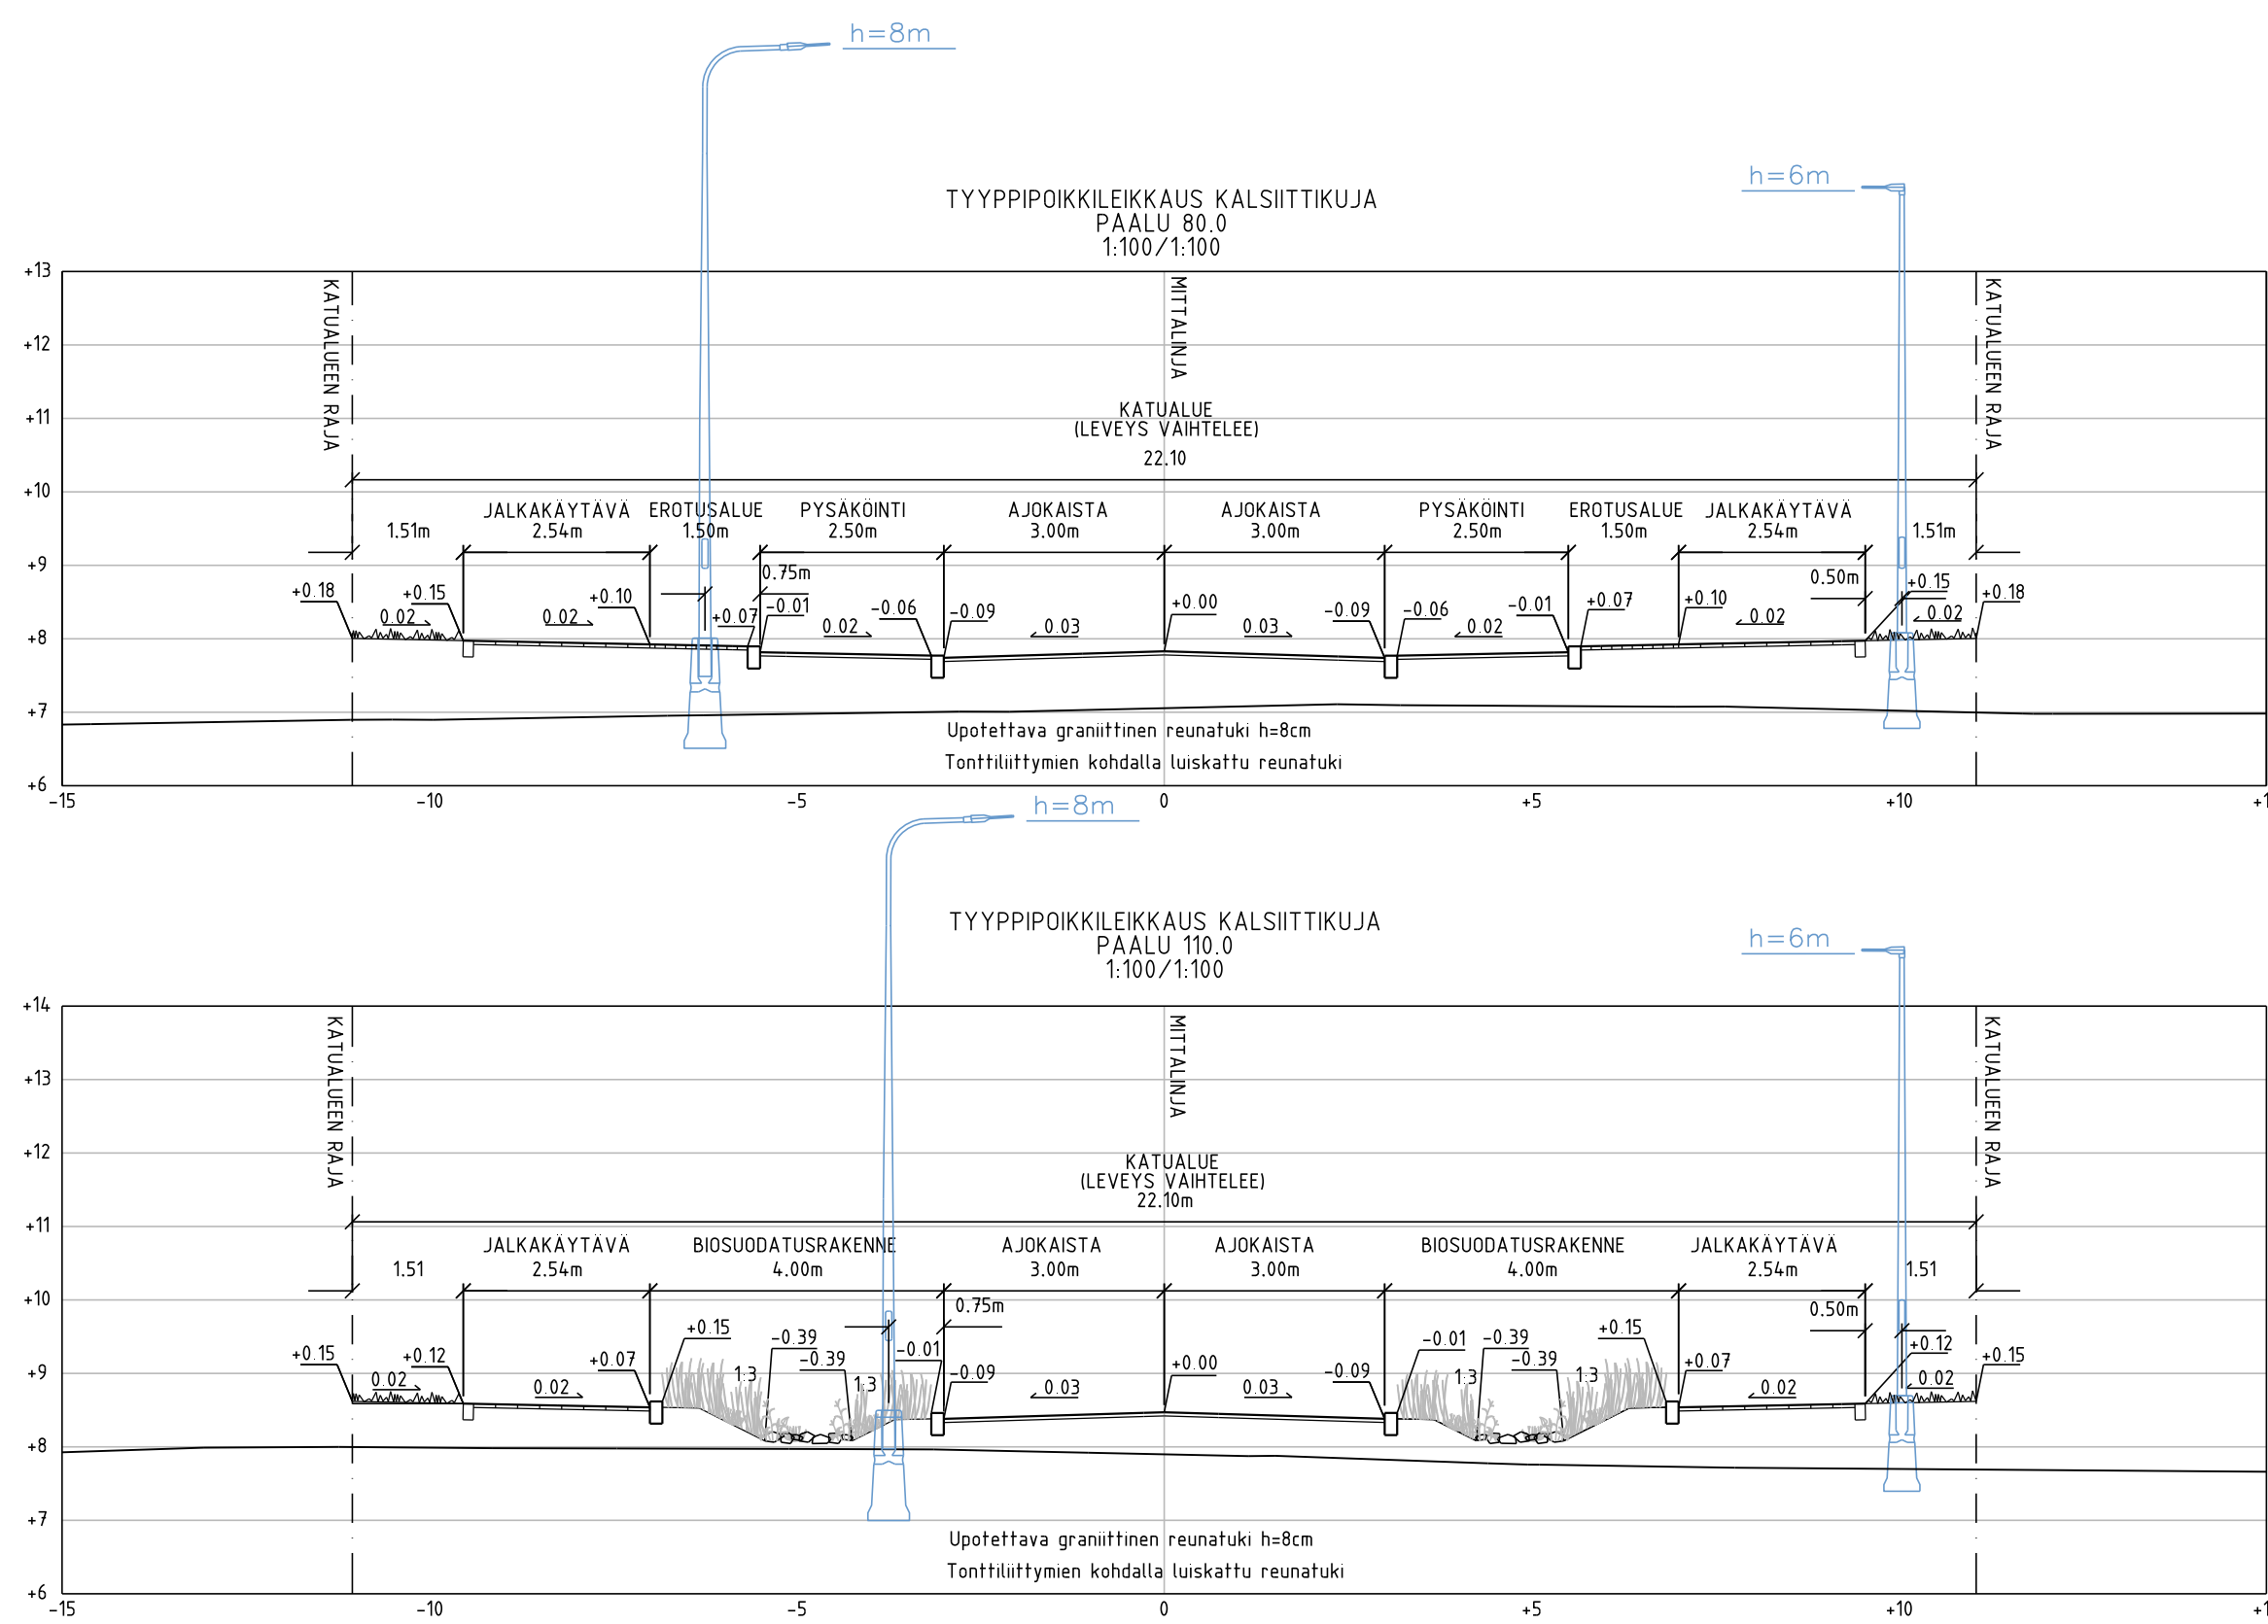 h=8m
h=6m
TYYPPIPOIKKILEIKKAUS KALSIITTIKUJA
PAALU 80.0
1:100/1:100
+13
+12
+11
+10
+9
+8
+7
+6
KATUALUEEN RAJA
MITTALINJA
KATUALUEEN RAJA
KATUALUE
(LEVEYS VAIHTELEE)
22.10
JALKAKÄYTÄVÄ EROTUSALUE PYSÄKÖINTI AJOKAISTA AJOKAISTA PYSÄKÖINTI EROTUSALUE JALKAKÄYTÄVÄ
1.51m 2.54m 1.50m 2.50m 3.00m 3.00m 2.50m 1.50m 2.54m 1.51m
0.75m 0.50m
+0.18 +0.15 +0.10 +0.07 -0.01 -0.06 -0.09 +0.00 -0.09 -0.06 -0.01 +0.07 +0.10 +0.15 +0.18
0.02 0.02 0.02 0.03 0.03 0.02 0.02 0.02
Upotettava graniittinen reunatuki h=8cm
Tonttiliittymien kohdalla luiskattu reunatuki
-15 -10 -5 0 +5 +10 +1
h=8m
h=6m
TYYPPIPOIKKILEIKKAUS KALSIITTIKUJA
PAALU 110.0
1:100/1:100
+14
+13
+12
+11
+10
+9
+8
+7
+6
KATUALUEEN RAJA
MITTALINJA
KATUALUEEN RAJA
KATUALUE
(LEVEYS VAIHTELEE)
22.10m
JALKAKÄYTÄVÄ BIOSUODATUSRAKENNE AJOKAISTA AJOKAISTA BIOSUODATUSRAKENNE JALKAKÄYTÄVÄ
1.51 2.54m 4.00m 3.00m 3.00m 4.00m 2.54m 1.51
0.75m 0.50m
+0.15 +0.12 +0.07 +0.15 -0.39 -0.39 -0.01 -0.09 +0.00 -0.09 -0.01 -0.39 -0.39 +0.15 +0.07 +0.12 +0.15
0.02 0.02 1:3 1:3 0.03 0.03 1:3 1:3 0.02 0.02
Upotettava graniittinen reunatuki h=8cm
Tonttiliittymien kohdalla luiskattu reunatuki
-15 -10 -5 0 +5 +10 +1